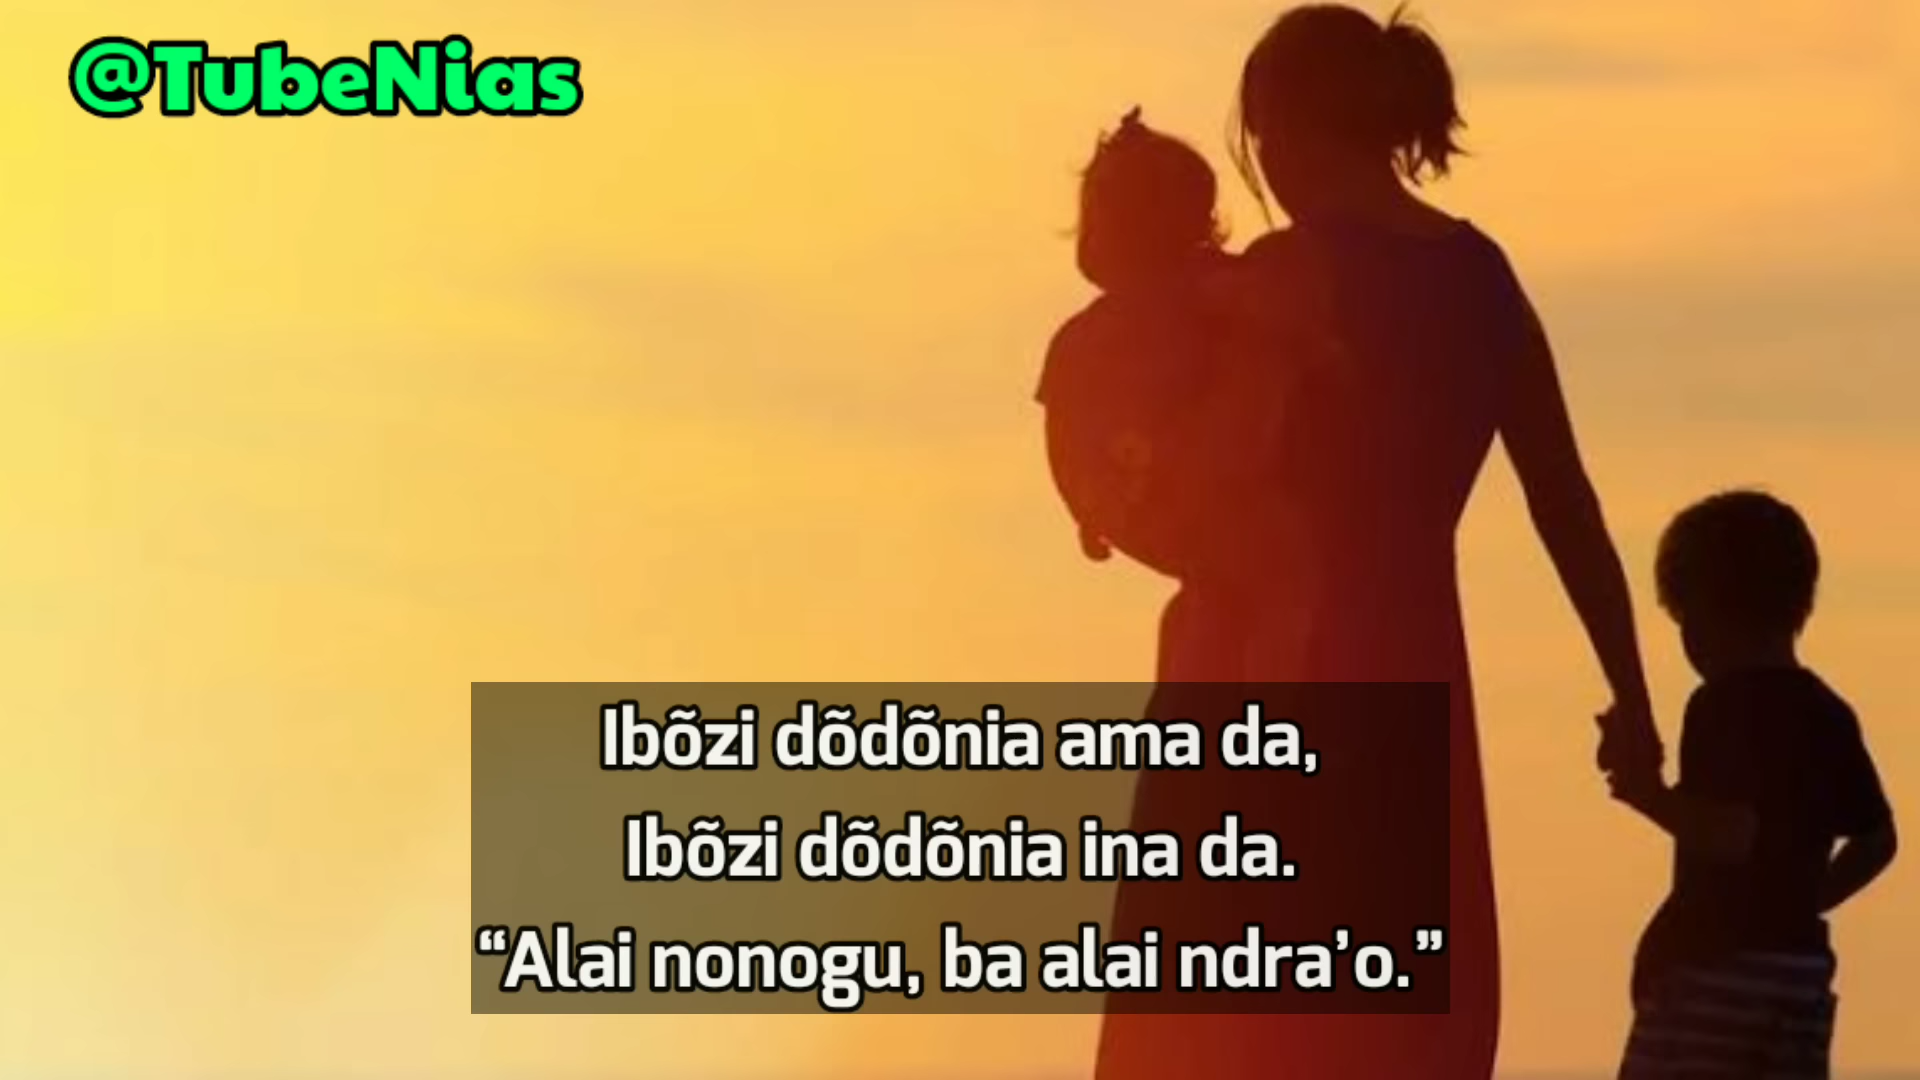 @TubeNias
Ibõzi dõdõnia ama da,
Ibõzi dõdõnia ina da.
“Alai nonogu, ba alai ndra’o.”